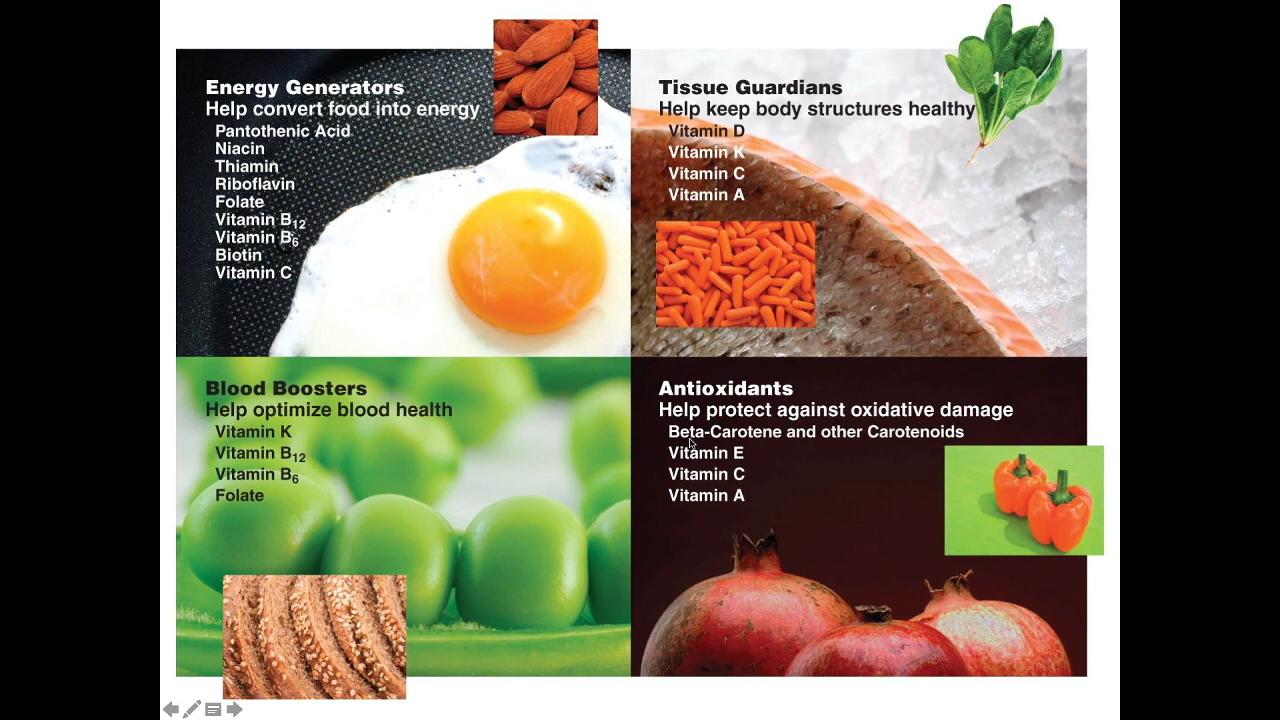 Energy Generators
Help convert food into energy
Pantothenic Acid
Niacin
Thiamin
Riboflavin
Folate
Vitamin B12
Vitamin B6
Biotin
Vitamin C
Tissue Guardians
Help keep body structures healthy
Vitamin D
Vitamin K
Vitamin C
Vitamin A
Blood Boosters
Help optimize blood health
Vitamin K
Vitamin B12
Vitamin B6
Folate
Antioxidants
Help protect against oxidative damage
Beta-Carotene and other Carotenoids
Vitamin E
Vitamin C
Vitamin A